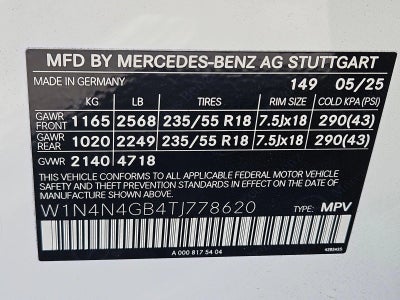 MFD BY MERCEDES-BENZ AG STUTTGART
MADE IN GERMANY 149 05/25
KG LB TIRES RIM SIZE COLD KPA (PSI)
GAWR FRONT 1165 2568 235/55 R18 7.5Jx18 290(43)
GAWR REAR 1020 2249 235/55 R18 7.5Jx18 290(43)
GVWR 2140 4718
THIS VEHICLE CONFORMS TO ALL APPLICABLE FEDERAL MOTOR VEHICLE
SAFETY, BUMPER, AND THEFT PREVENTION STANDARDS IN EFFECT ON THE DATE OF
MANUFACTURE SHOWN ABOVE.
W1N4N4GB4TJ778620 TYPE: MPV
A 000 817 54 04